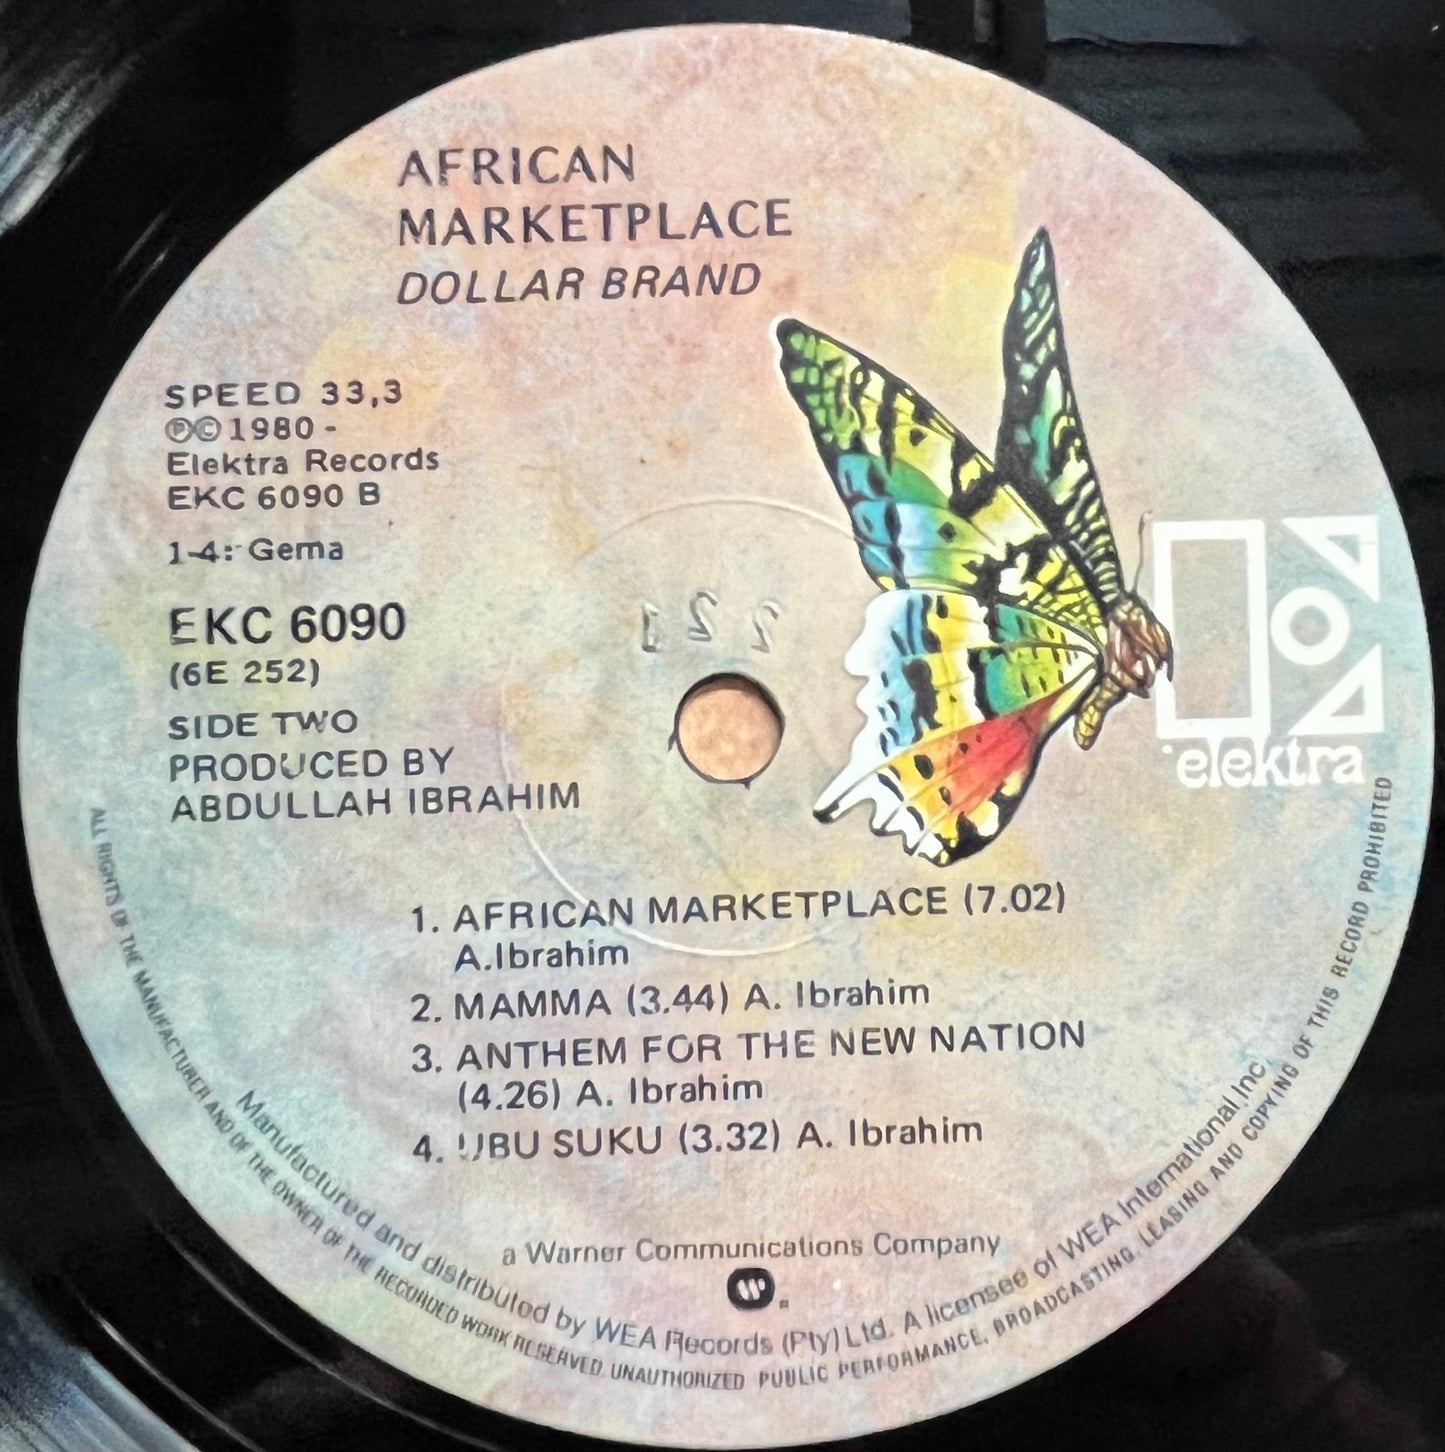 AFRICAN
MARKETPLACE
DOLLAR BRAND
SPEED 33,3
ⓅⒸ1980 -
Elektra Records
EKC 6090 B
1-4: Gema
EKC 6090
(6E 252)
SIDE TWO
PRODUCED BY
ABDULLAH IBRAHIM
elektra
1. AFRICAN MARKETPLACE (7.02)
A.Ibrahim
2. MAMMA (3.44) A. Ibrahim
3. ANTHEM FOR THE NEW NATION
(4.26) A. Ibrahim
4. UBU SUKU (3.32) A. Ibrahim
a Warner Communications Company
Manufactured and distributed by WEA Records (Pty) Ltd. A licensee of WEA International Inc.
ALL RIGHTS OF THE MANUFACTURER AND OF THE OWNER OF THE RECORDED WORK RESERVED. UNAUTHORIZED PUBLIC PERFORMANCE, BROADCASTING, LEASING AND COPYING OF THIS RECORD PROHIBITED